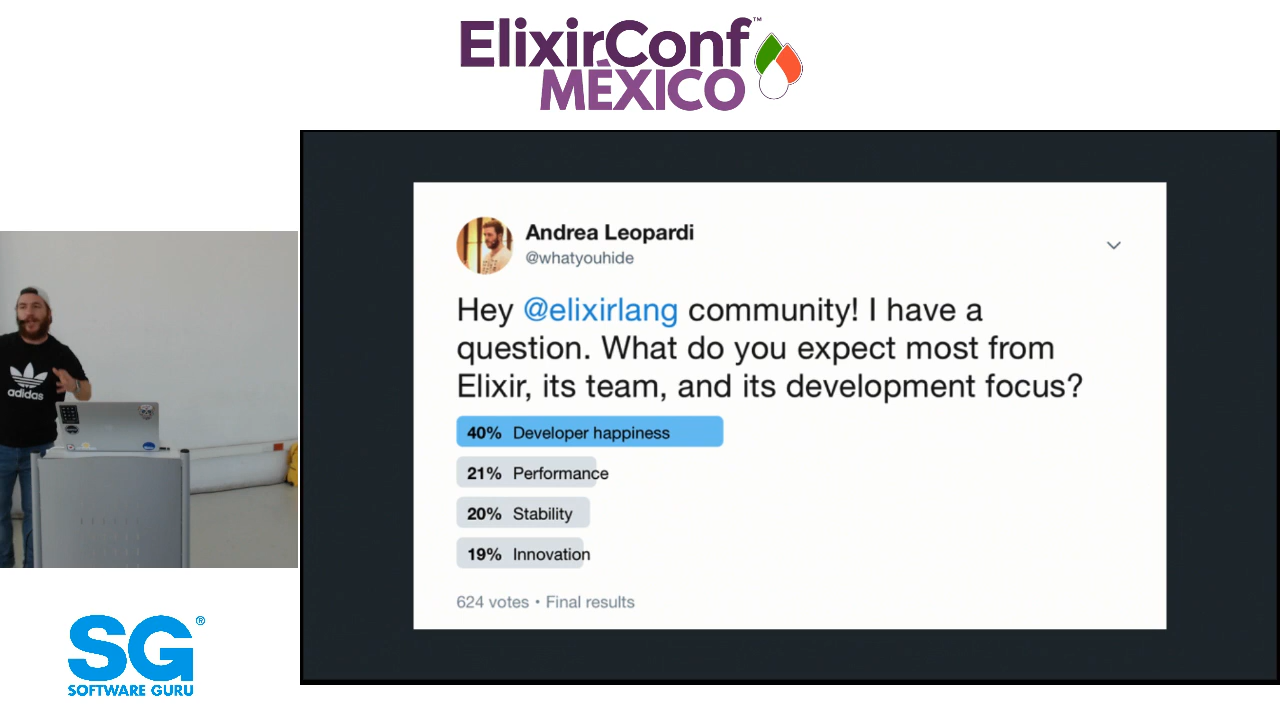 ElixirConf™
MÉXICO
Andrea Leopardi
@whatyouhide
Hey @elixirlang community! I have a
question. What do you expect most from
Elixir, its team, and its development focus?
40% Developer happiness
21% Performance
20% Stability
19% Innovation
624 votes • Final results
adidas
SG®
SOFTWARE GURU